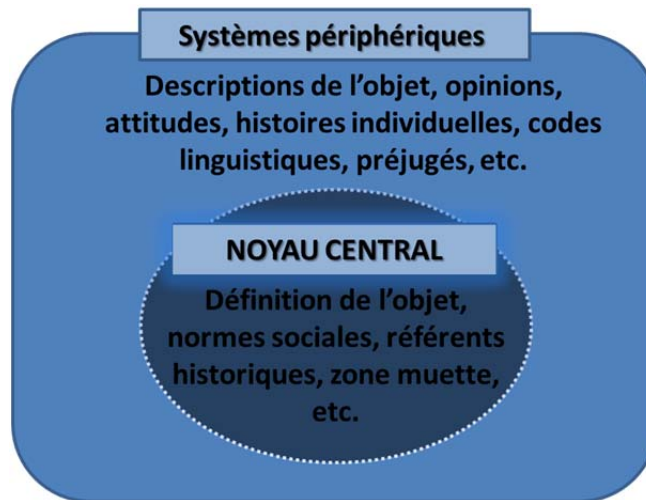 Systèmes périphériques
Descriptions de l’objet, opinions,
attitudes, histoires individuelles, codes
linguistiques, préjugés, etc.
NOYAU CENTRAL
Définition de l’objet,
normes sociales, référents
historiques, zone muette,
etc.